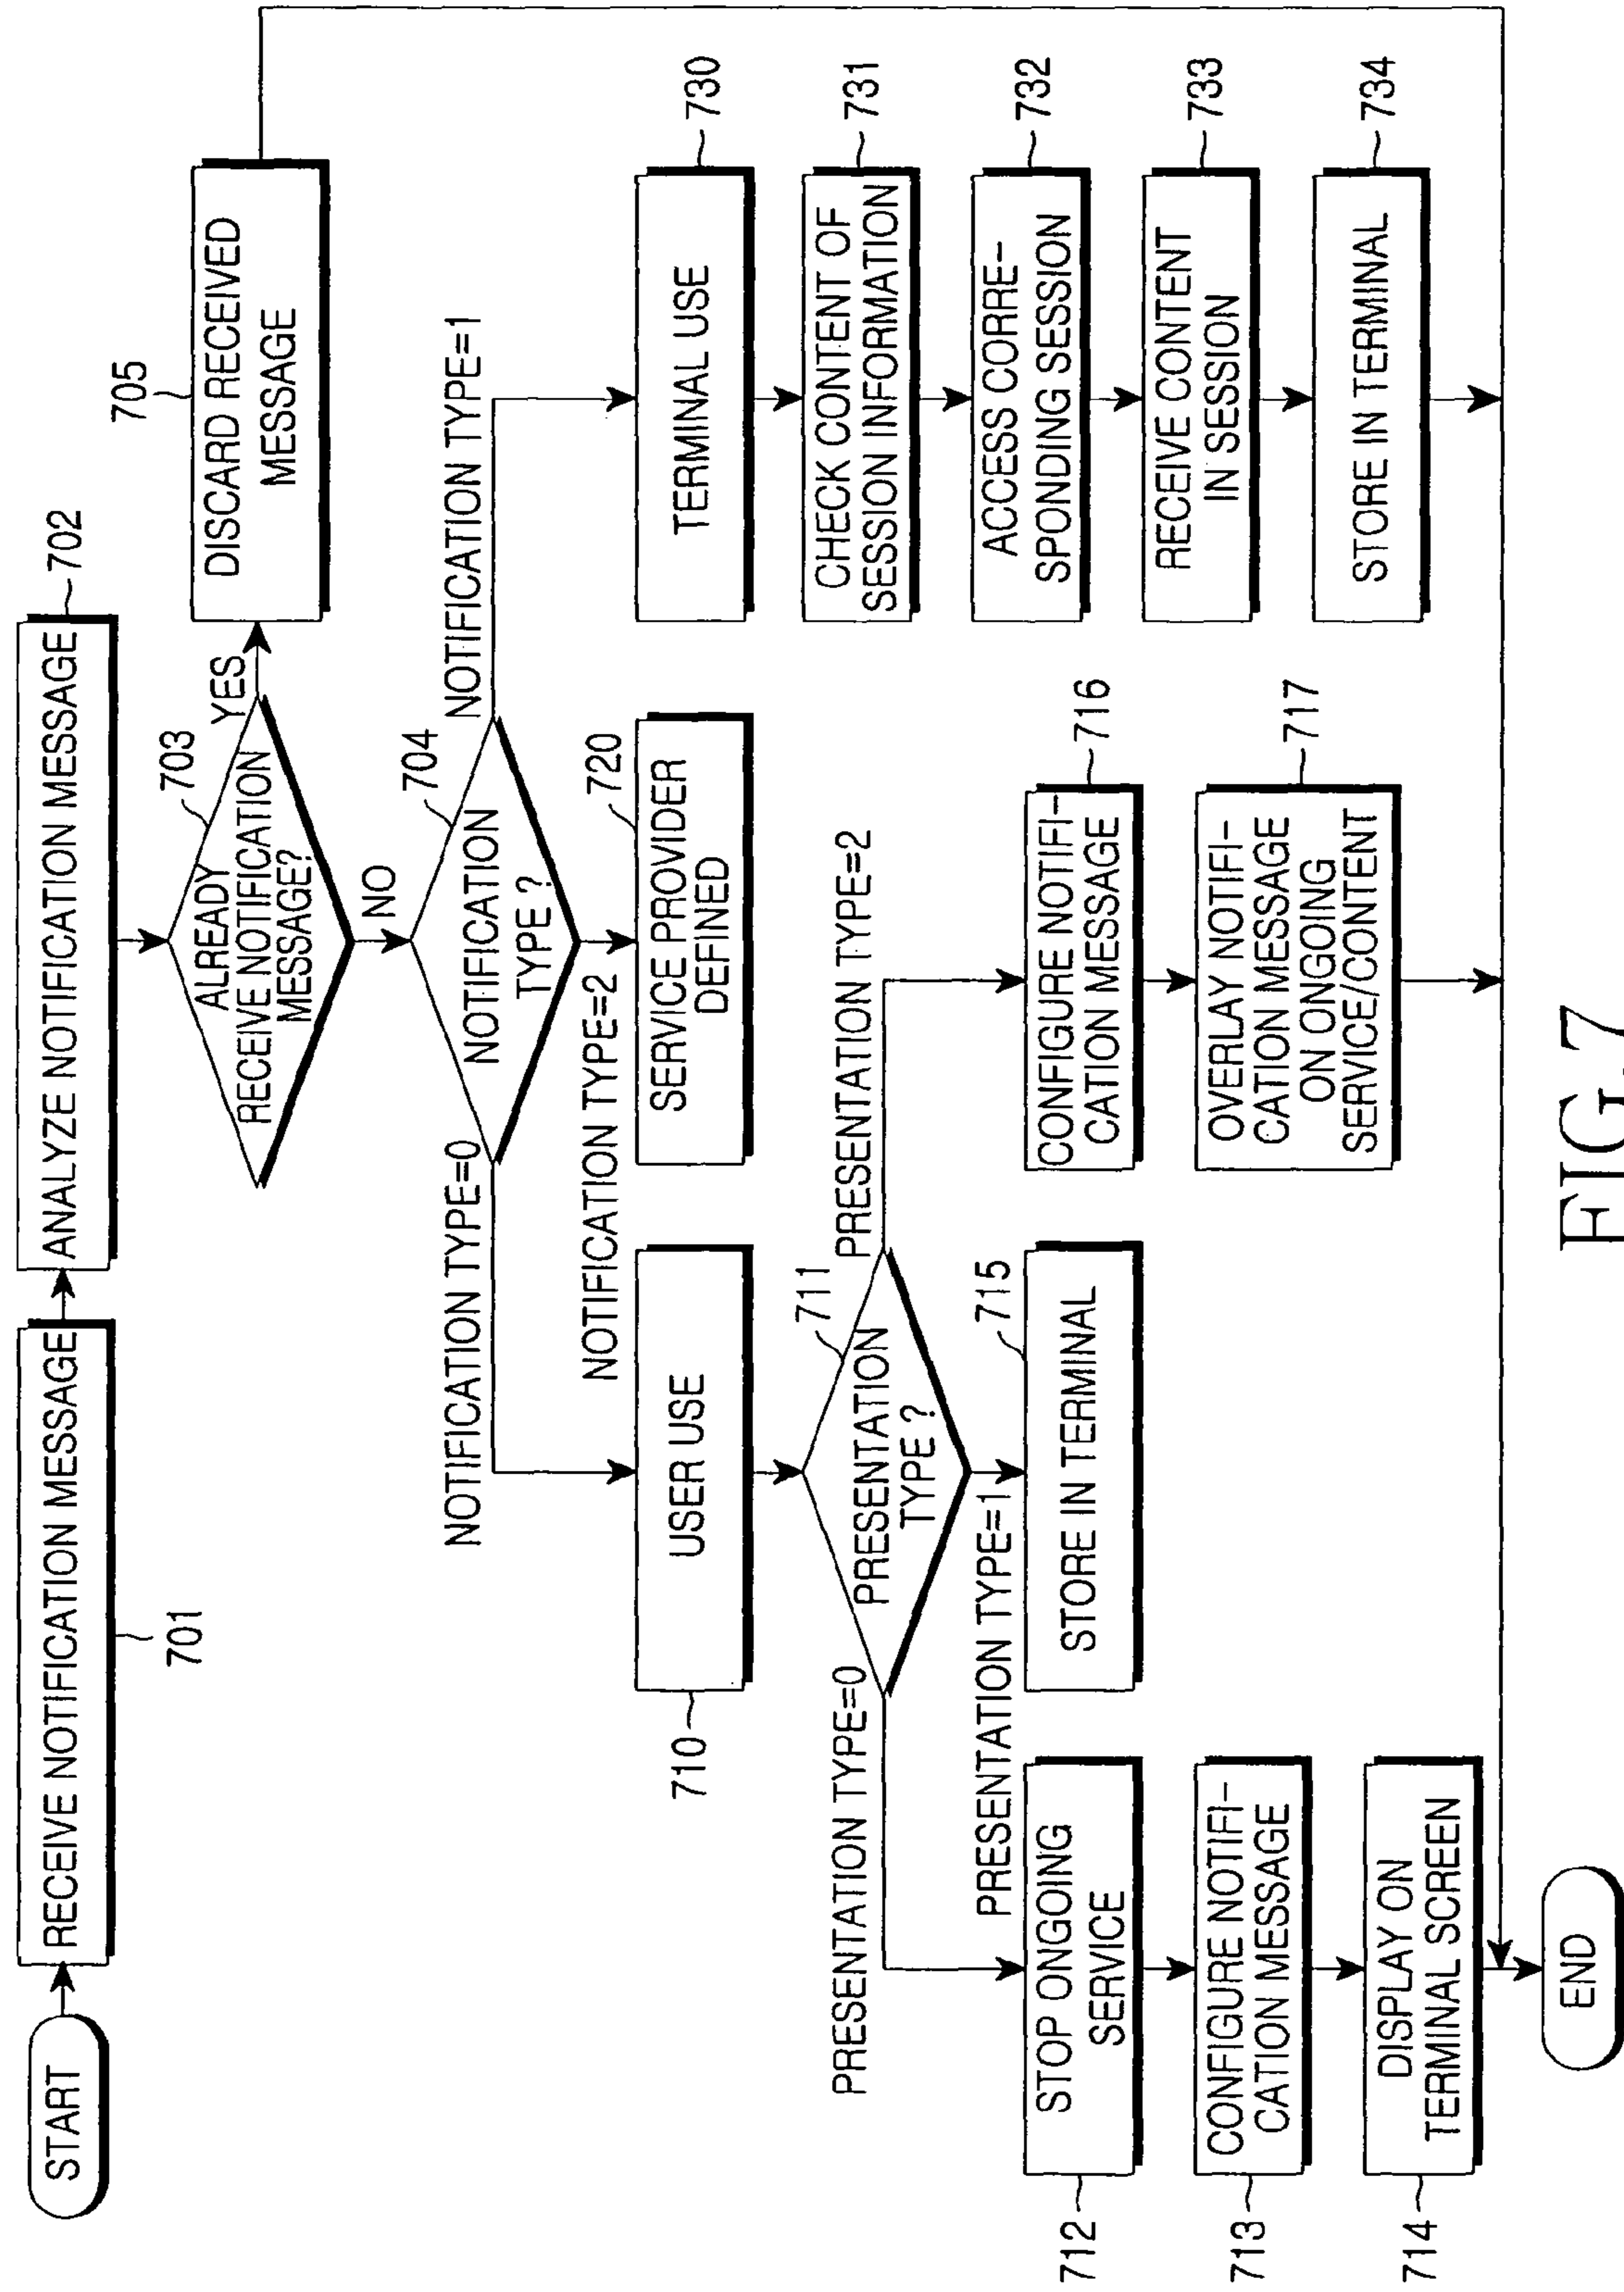 START
RECEIVE NOTIFICATION MESSAGE
701
ANALYZE NOTIFICATION MESSAGE
702
ALREADY
RECEIVE NOTIFICATION
MESSAGE?
703
YES
DISCARD RECEIVED
MESSAGE
705
NO
NOTIFICATION
TYPE ?
704
NOTIFICATION TYPE=0
NOTIFICATION TYPE=2
NOTIFICATION TYPE=1
710
USER USE
SERVICE PROVIDER
DEFINED
720
TERMINAL USE
730
CHECK CONTENT OF
SESSION INFORMATION
731
ACCESS CORRE-
SPONDING SESSION
732
RECEIVE CONTENT
IN SESSION
733
STORE IN TERMINAL
734
PRESENTATION
TYPE ?
711
PRESENTATION TYPE=0
PRESENTATION TYPE=1
PRESENTATION TYPE=2
712
STOP ONGOING
SERVICE
713
CONFIGURE NOTIFI-
CATION MESSAGE
714
DISPLAY ON
TERMINAL SCREEN
STORE IN TERMINAL
715
CONFIGURE NOTIFI-
CATION MESSAGE
716
OVERLAY NOTIFI-
CATION MESSAGE
ON ONGOING
SERVICE/CONTENT
717
END
FIG.7